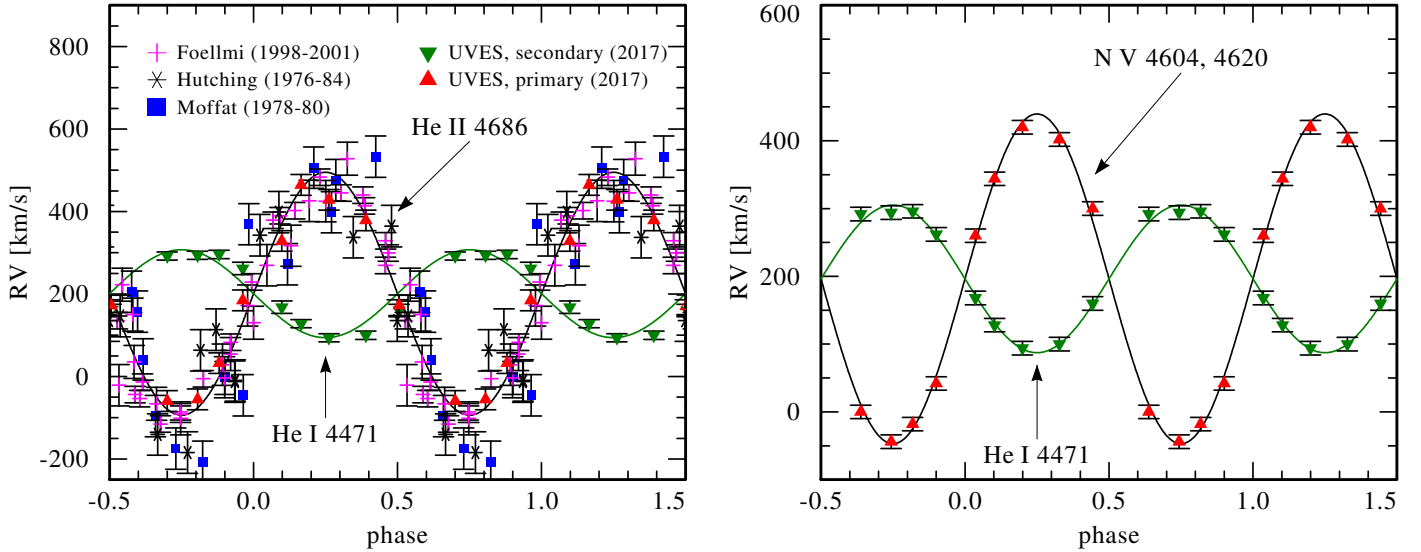 900
800
600
400
200
0
-200
RV [km/s]
Foellmi (1998-2001)
Hutching (1976-84)
Moffat (1978-80)
UVES, secondary (2017)
UVES, primary (2017)
He II 4686
He I 4471
-0.5 0.0 0.5 1.0 1.5
phase
600
400
200
0
RV [km/s]
N V 4604, 4620
He I 4471
-0.5 0.0 0.5 1.0 1.5
phase